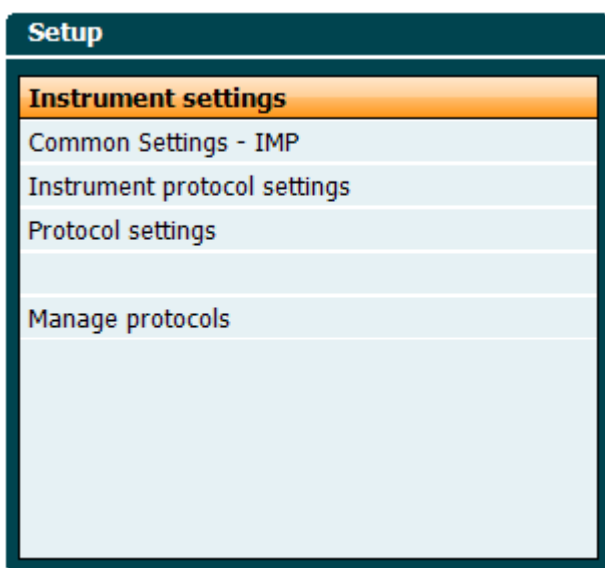 Setup
Instrument settings
Common Settings - IMP
Instrument protocol settings
Protocol settings
Manage protocols